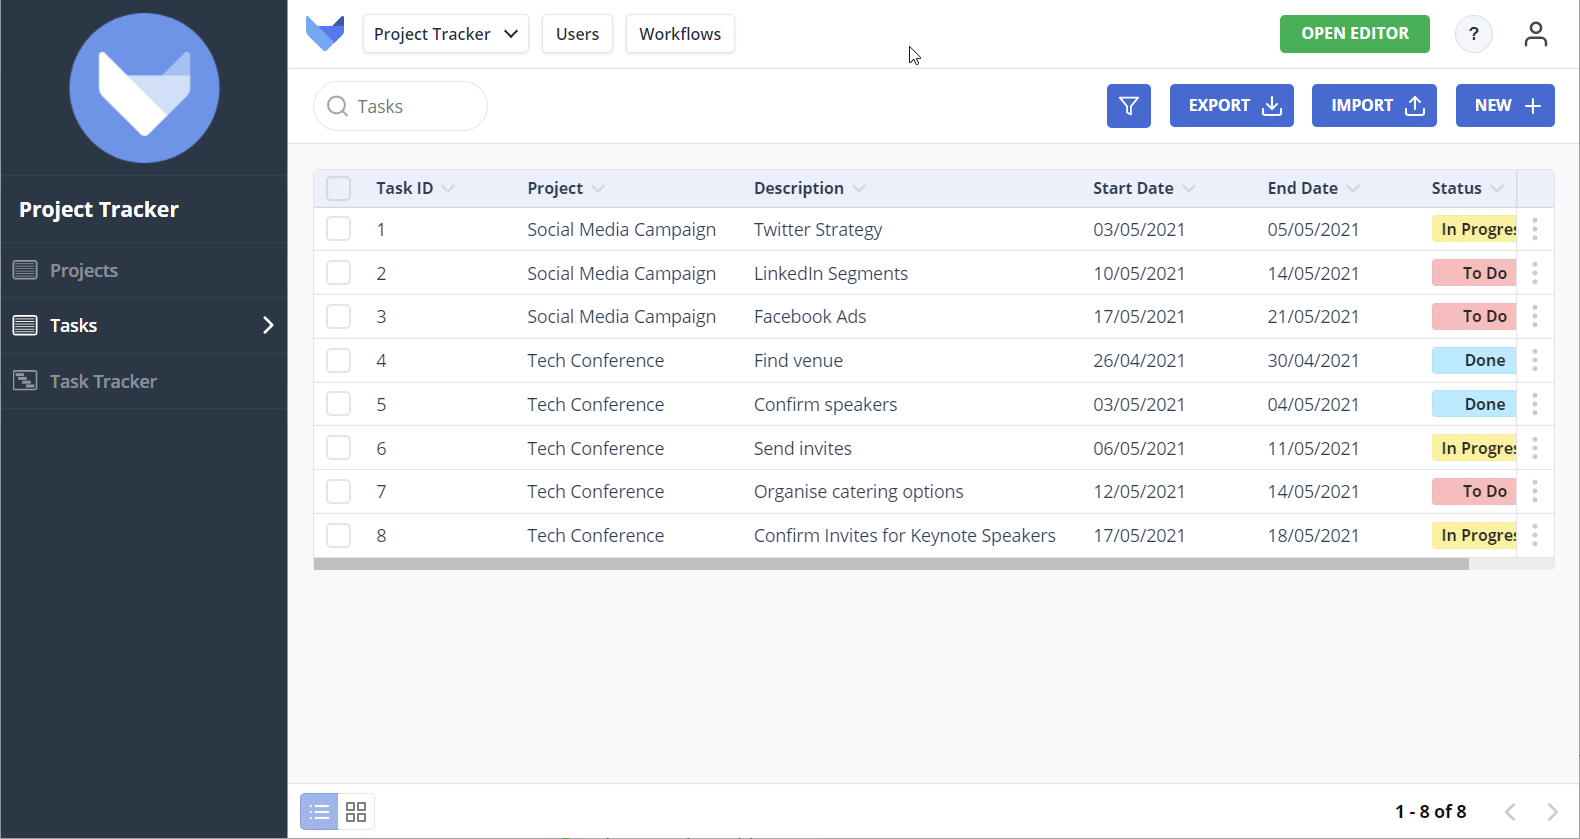 Project Tracker
Projects
Tasks
Task Tracker
Project Tracker Users Workflows OPEN EDITOR ?
Tasks EXPORT IMPORT NEW
Task ID Project Description Start Date End Date Status
1 Social Media Campaign Twitter Strategy 03/05/2021 05/05/2021 In Progres
2 Social Media Campaign LinkedIn Segments 10/05/2021 14/05/2021 To Do
3 Social Media Campaign Facebook Ads 17/05/2021 21/05/2021 To Do
4 Tech Conference Find venue 26/04/2021 30/04/2021 Done
5 Tech Conference Confirm speakers 03/05/2021 04/05/2021 Done
6 Tech Conference Send invites 06/05/2021 11/05/2021 In Progres
7 Tech Conference Organise catering options 12/05/2021 14/05/2021 To Do
8 Tech Conference Confirm Invites for Keynote Speakers 17/05/2021 18/05/2021 In Progres
1 - 8 of 8